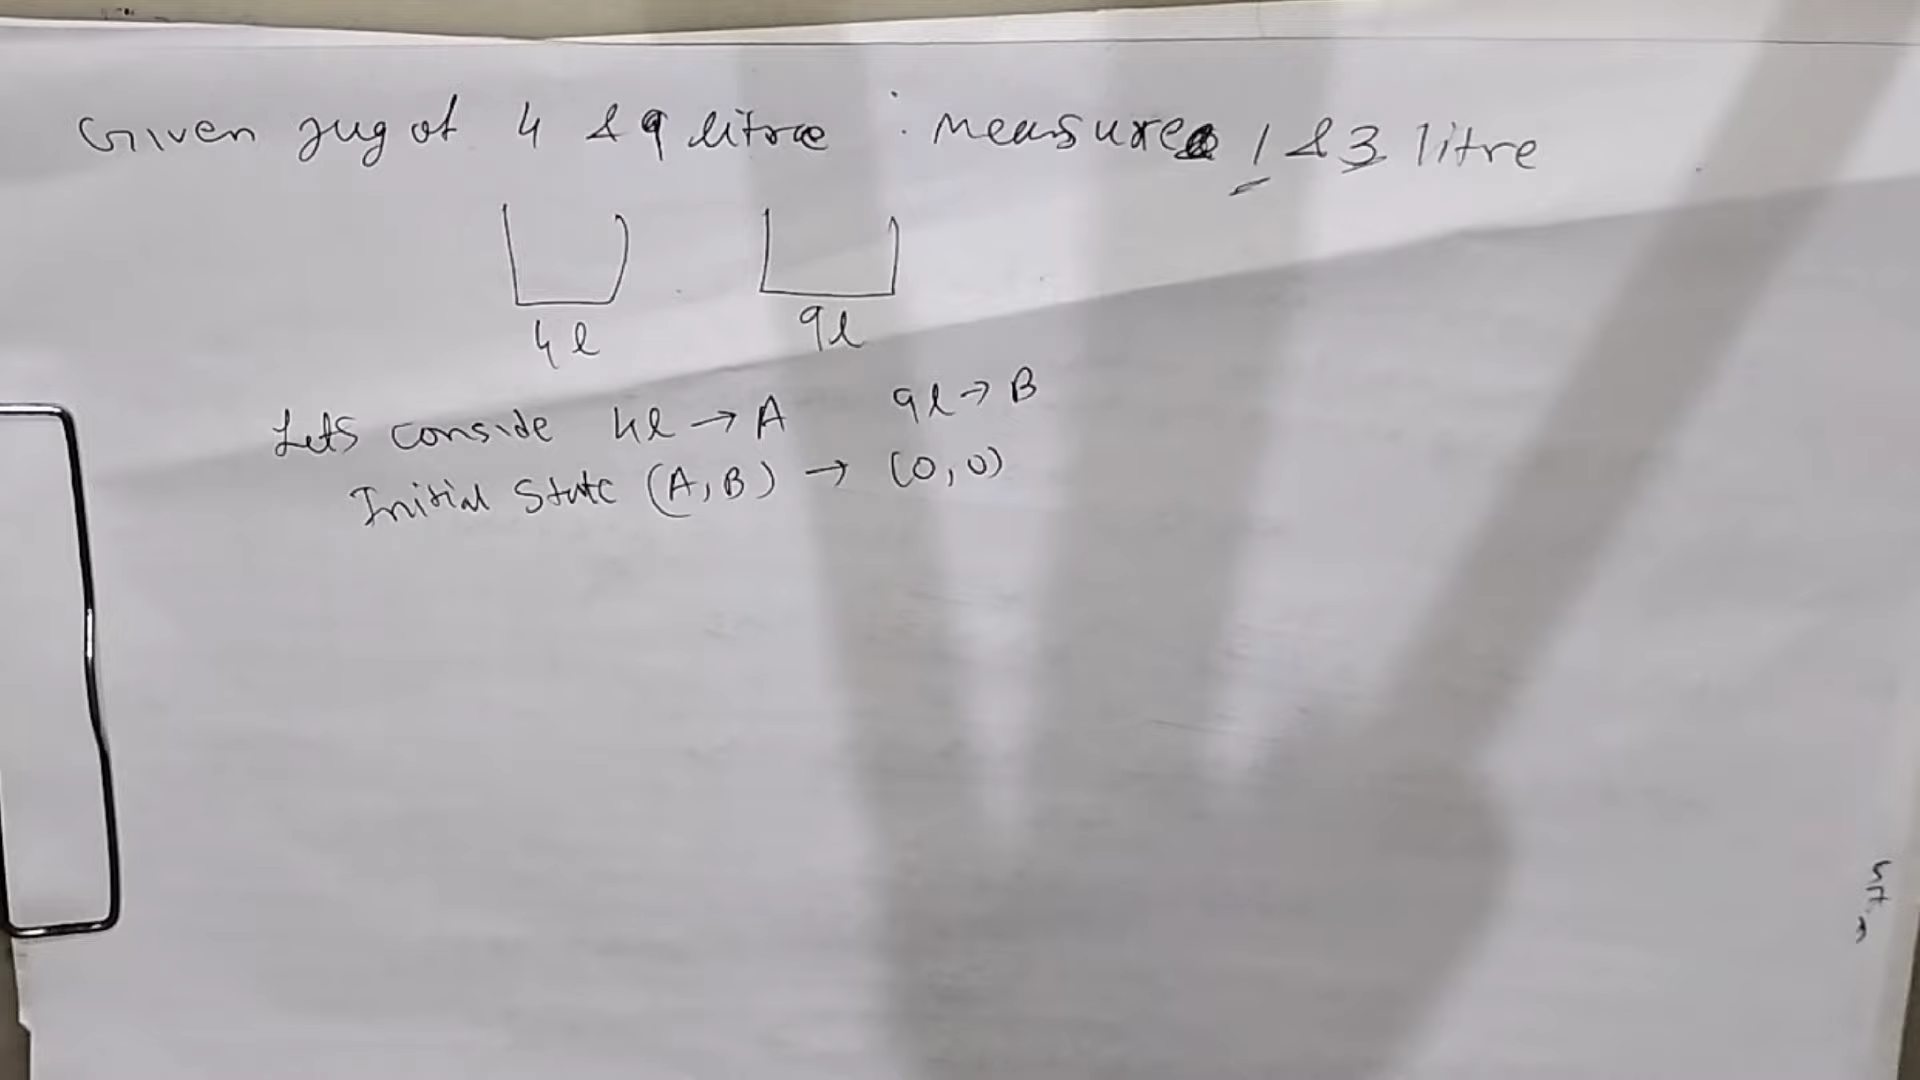 Given jug of 4 & 9 litre : measure 1 & 3 litre
4l 9l
Lets conside 4l → A 9l → B
Initial State (A, B) → (0, 0)